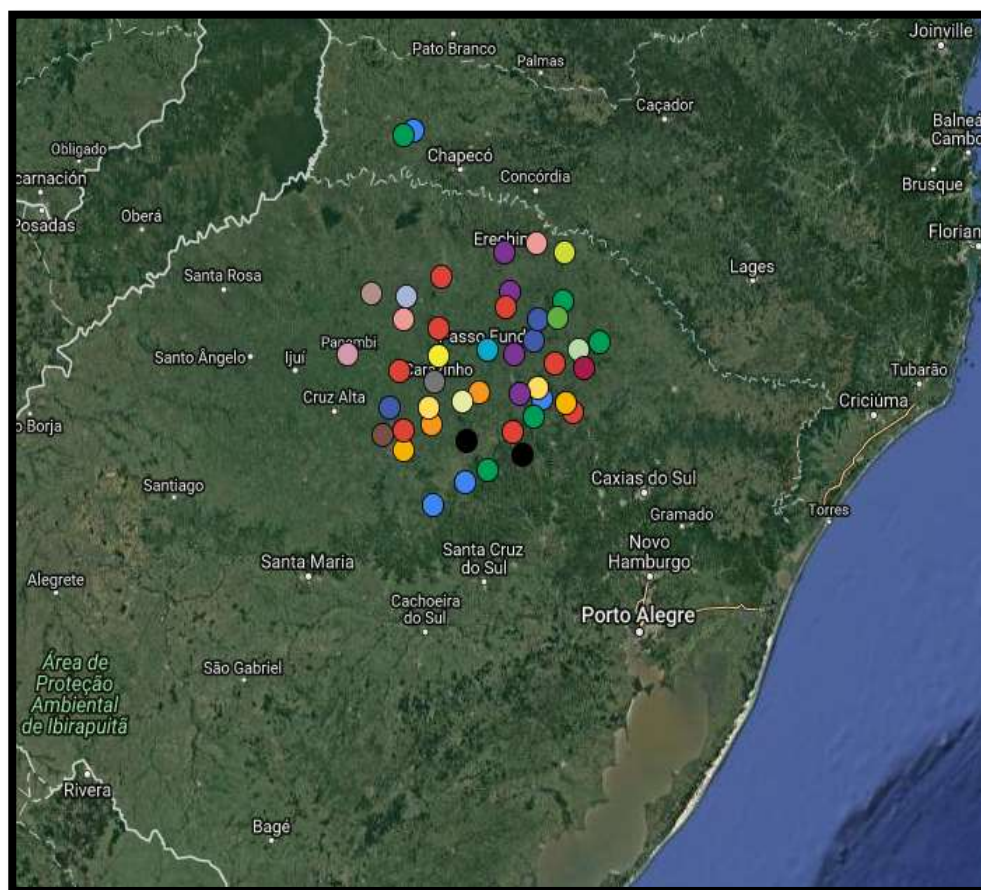 Joinville
Pato Branco
Palmas
Caçador
Balneá
Cambo
Obligado
Chapecó
Concórdia
carnación
Brusque
Posadas
Oberá
Florian
Erechin
Lages
Santa Rosa
Passo Fund
Panambi
Santo Ângelo
Ijuí
Carazinho
Tubarão
Cruz Alta
Criciúma
o Borja
Caxias do Sul
Santiago
Gramado
Torres
Santa Cruz
do Sul
Novo
Hamburgo
Santa Maria
Alegrete
Cachoeira
do Sul
Porto Alegre
São Gabriel
Área de
Proteção
Ambiental
de Ibirapuitã
Rivera
Bagé